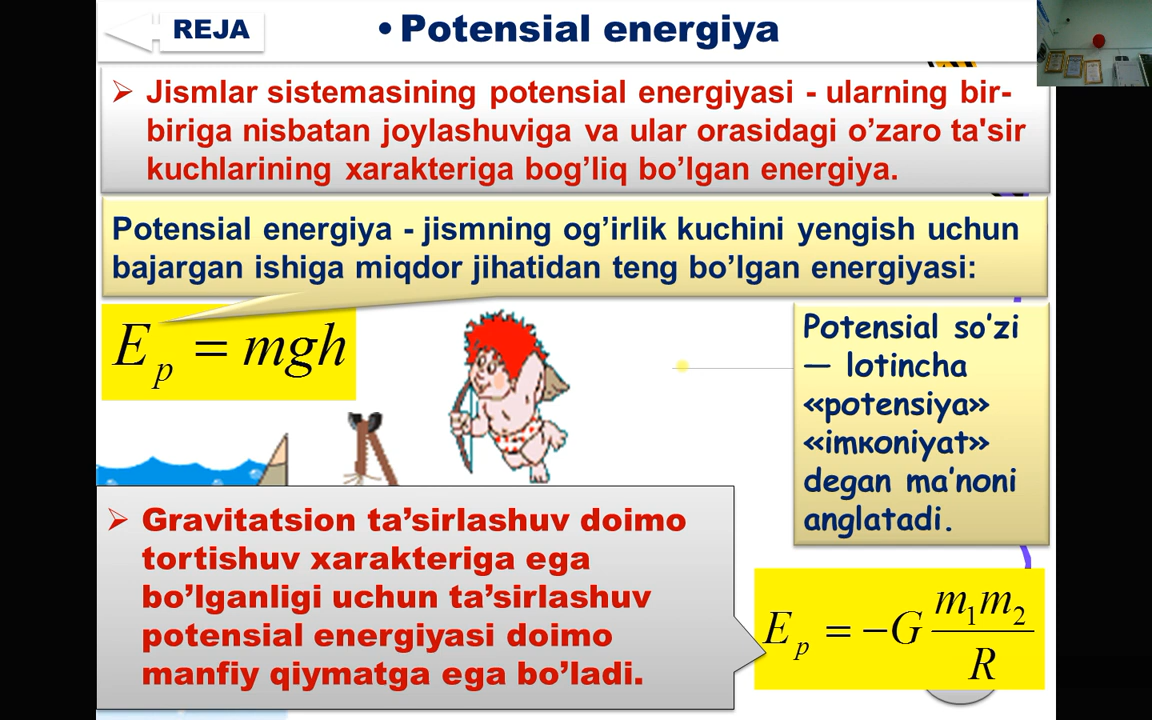 REJA
• Potensial energiya
Jismlar sistemasining potensial energiyasi - ularning bir-
biriga nisbatan joylashuviga va ular orasidagi o’zaro ta'sir
kuchlarining xarakteriga bog’liq bo’lgan energiya.
Potensial energiya - jismning og’irlik kuchini yengish uchun
bajargan ishiga miqdor jihatidan teng bo’lgan energiyasi:
E_p = mgh
Potensial so’zi
— lotincha
«potensiya»
«imкoniyat»
degan ma’noni
anglatadi.
Gravitatsion ta’sirlashuv doimo
tortishuv xarakteriga ega
bo’lganligi uchun ta’sirlashuv
potensial energiyasi doimo
manfiy qiymatga ega bo’ladi.
E_p = −G m₁m₂ / R